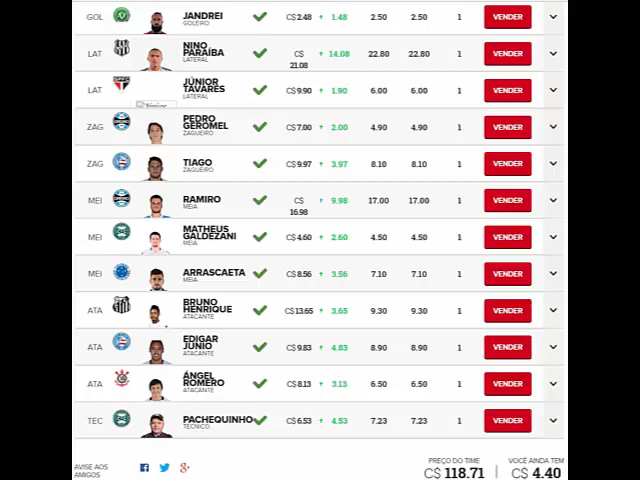 GOL JANDREI C$ 2.48 ↑ 1.48 2.50 2.50 1 VENDER
GOLEIRO
LAT NINO PARAÍBA C$ 21.08 ↑ 14.08 22.80 22.80 1 VENDER
LATERAL
LAT JÚNIOR TAVARES C$ 9.90 ↑ 1.90 6.00 6.00 1 VENDER
LATERAL
ZAG PEDRO GEROMEL C$ 7.00 ↑ 2.00 4.90 4.90 1 VENDER
ZAGUEIRO
ZAG TIAGO C$ 9.97 ↑ 3.97 8.10 8.10 1 VENDER
ZAGUEIRO
MEI RAMIRO C$ 16.98 ↑ 9.98 17.00 17.00 1 VENDER
MEIA
MEI MATHEUS GALDEZANI C$ 4.60 ↑ 2.60 4.50 4.50 1 VENDER
MEIA
MEI ARRASCAETA C$ 8.56 ↑ 3.56 7.10 7.10 1 VENDER
MEIA
ATA BRUNO HENRIQUE C$ 13.65 ↑ 3.65 9.30 9.30 1 VENDER
ATACANTE
ATA EDIGAR JUNIO C$ 9.83 ↑ 4.83 8.90 8.90 1 VENDER
ATACANTE
ATA ÁNGEL ROMERO C$ 8.13 ↑ 3.13 6.50 6.50 1 VENDER
ATACANTE
TEC PACHEQUINHO C$ 6.53 ↑ 4.53 7.23 7.23 1 VENDER
TÉCNICO
AVISE AOS AMIGOS
PREÇO DO TIME
C$ 118.71
VOCÊ AINDA TEM
C$ 4.40